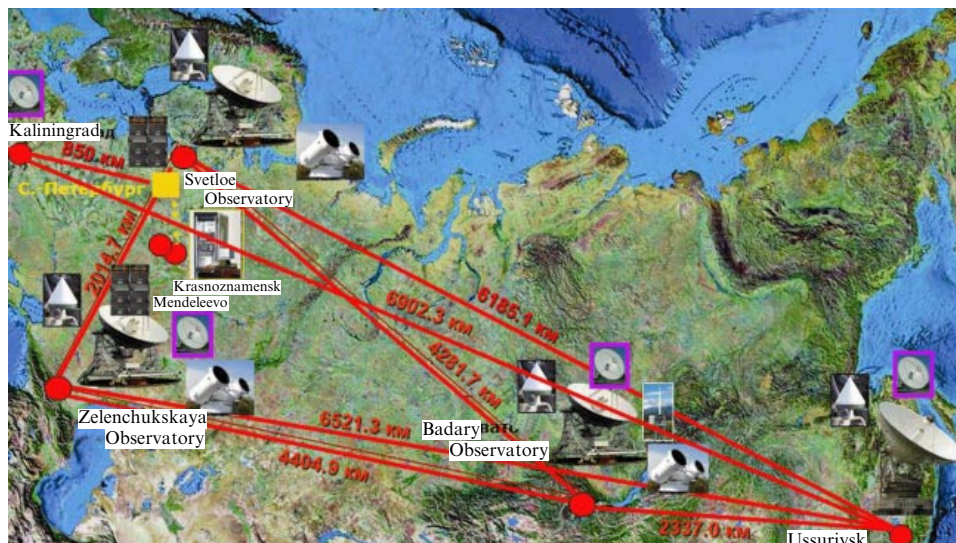 Kaliningrad
850 км
Svetloe
Observatory
С.-Петербург
2014.7 км
Krasnoznamensk
Mendeleevo
6902.3 км
6185.1 км
4281.7 км
Zelenchukskaya
Observatory
6521.3 км
4404.9 км
Badary
Observatory
2337.0 км
Ussuriysk